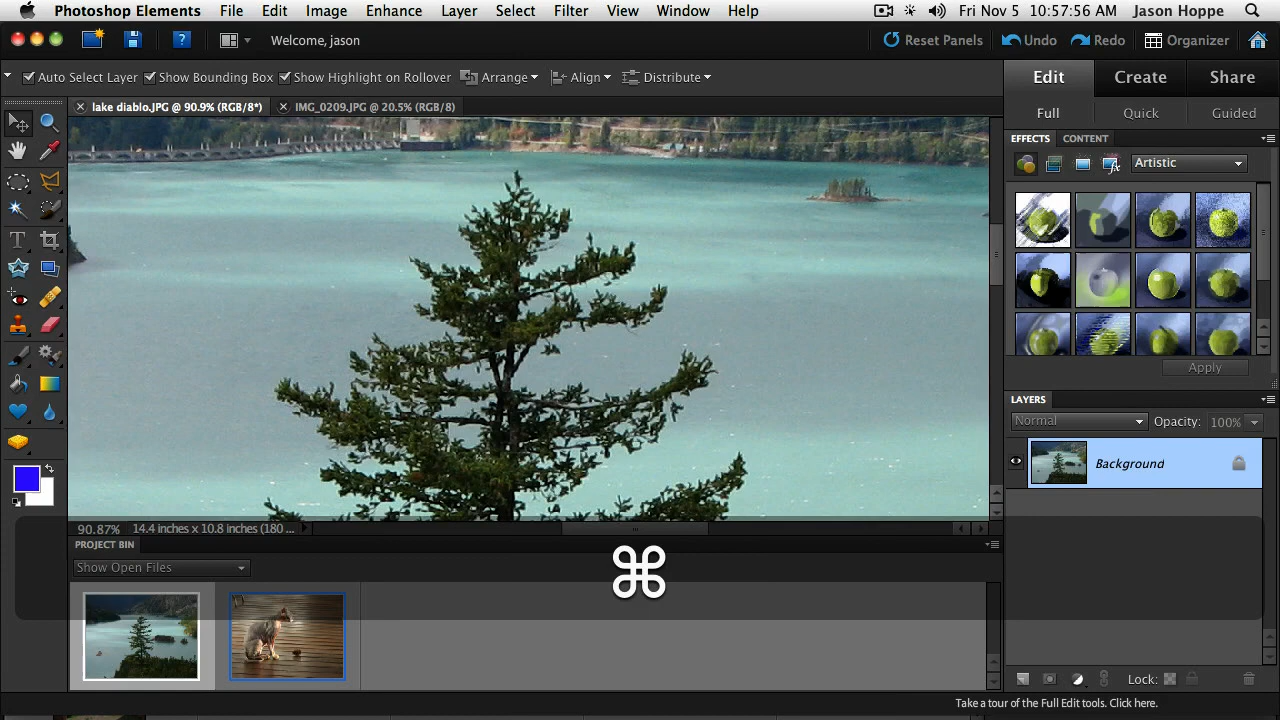 Photoshop Elements File Edit Image Enhance Layer Select Filter View Window Help Fri Nov 5 10:57:56 AM Jason Hoppe
Welcome, jason Reset Panels Undo Redo Organizer
Auto Select Layer Show Bounding Box Show Highlight on Rollover Arrange Align Distribute Edit Create Share
lake diablo.JPG @ 90.9% (RGB/8*) IMG_0209.JPG @ 20.5% (RGB/8) Full Quick Guided
EFFECTS CONTENT
Artistic
Apply
LAYERS
Normal Opacity: 100%
Background
90.87% 14.4 inches x 10.8 inches (180 ...
PROJECT BIN
Show Open Files
Lock:
Take a tour of the Full Edit tools. Click here.